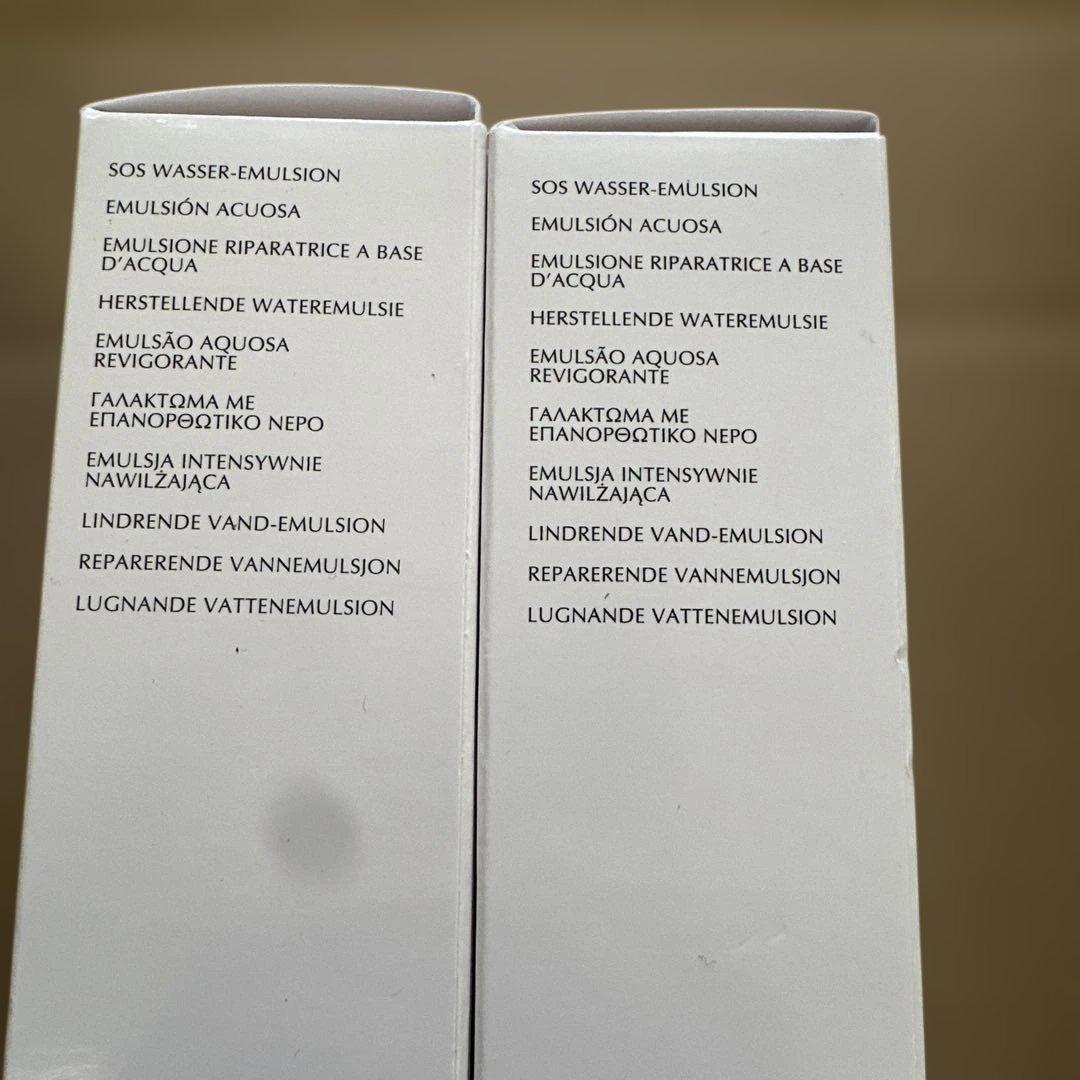 SOS WASSER-EMULSION
EMULSIÓN ACUOSA
EMULSIONE RIPARATRICE A BASE
D'ACQUA
HERSTELLENDE WATEREMULSIE
EMULSÃO AQUOSA
REVIGORANTE
ΓΑΛΑΚΤΩΜΑ ΜΕ
ΕΠΑΝΟΡΘΩΤΙΚΟ ΝΕΡΟ
EMULSJA INTENSYWNIE
NAWILŻAJĄCA
LINDRENDE VAND-EMULSION
REPARERENDE VANNEMULSJON
LUGNANDE VATTENEMULSION
SOS WASSER-EMULSION
EMULSIÓN ACUOSA
EMULSIONE RIPARATRICE A BASE
D'ACQUA
HERSTELLENDE WATEREMULSIE
EMULSÃO AQUOSA
REVIGORANTE
ΓΑΛΑΚΤΩΜΑ ΜΕ
ΕΠΑΝΟΡΘΩΤΙΚΟ ΝΕΡΟ
EMULSJA INTENSYWNIE
NAWILŻAJĄCA
LINDRENDE VAND-EMULSION
REPARERENDE VANNEMULSJON
LUGNANDE VATTENEMULSION